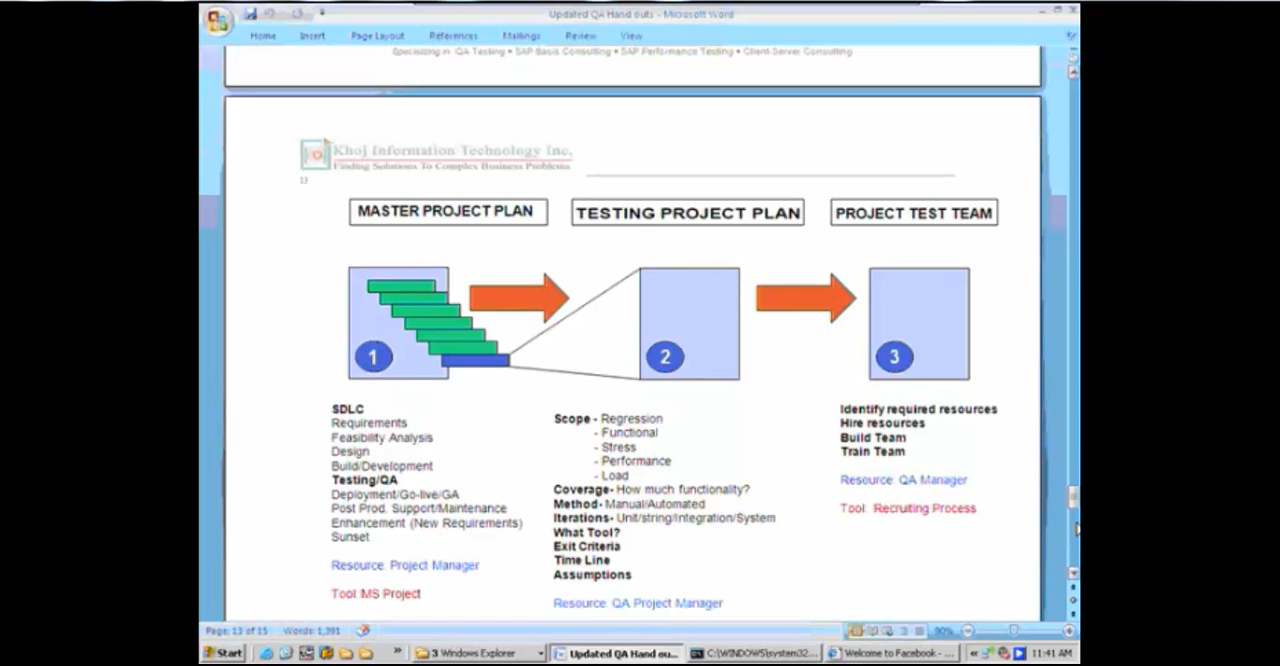 Updated QA Hand outs - Microsoft Word
Home Insert Page Layout References Mailings Review View
Specializing in QA Testing • SAP Basis Consulting • SAP Performance Testing • Client-Server Consulting
Khoj Information Technology Inc.
Finding Solutions To Complex Business Problems
13
MASTER PROJECT PLAN
TESTING PROJECT PLAN
PROJECT TEST TEAM
1
2
3
SDLC
Requirements
Feasibility Analysis
Design
Build/Development
Testing/QA
Deployment/Go-live/GA
Post Prod. Support/Maintenance
Enhancement (New Requirements)
Sunset
Resource: Project Manager
Tool:MS Project
Scope - Regression
- Functional
- Stress
- Performance
- Load
Coverage- How much functionality?
Method- Manual/Automated
Iterations- Unit/string/Integration/System
What Tool?
Exit Criteria
Time Line
Assumptions
Resource: QA Project Manager
Identify required resources
Hire resources
Build Team
Train Team
Resource: QA Manager
Tool: Recruiting Process
Page: 13 of 15 Words: 1,391 90%
Start 3 Windows Explorer Updated QA Hand ou... C:\WINDOWS\system32... Welcome to Facebook - ... 11:41 AM